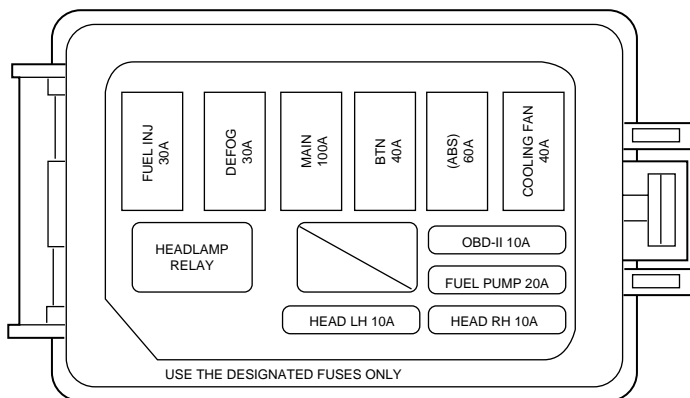 FUEL INJ
30A
DEFOG
30A
MAIN
100A
BTN
40A
(ABS)
60A
COOLING FAN
40A
HEADLAMP
RELAY
OBD-II 10A
FUEL PUMP 20A
HEAD LH 10A
HEAD RH 10A
USE THE DESIGNATED FUSES ONLY